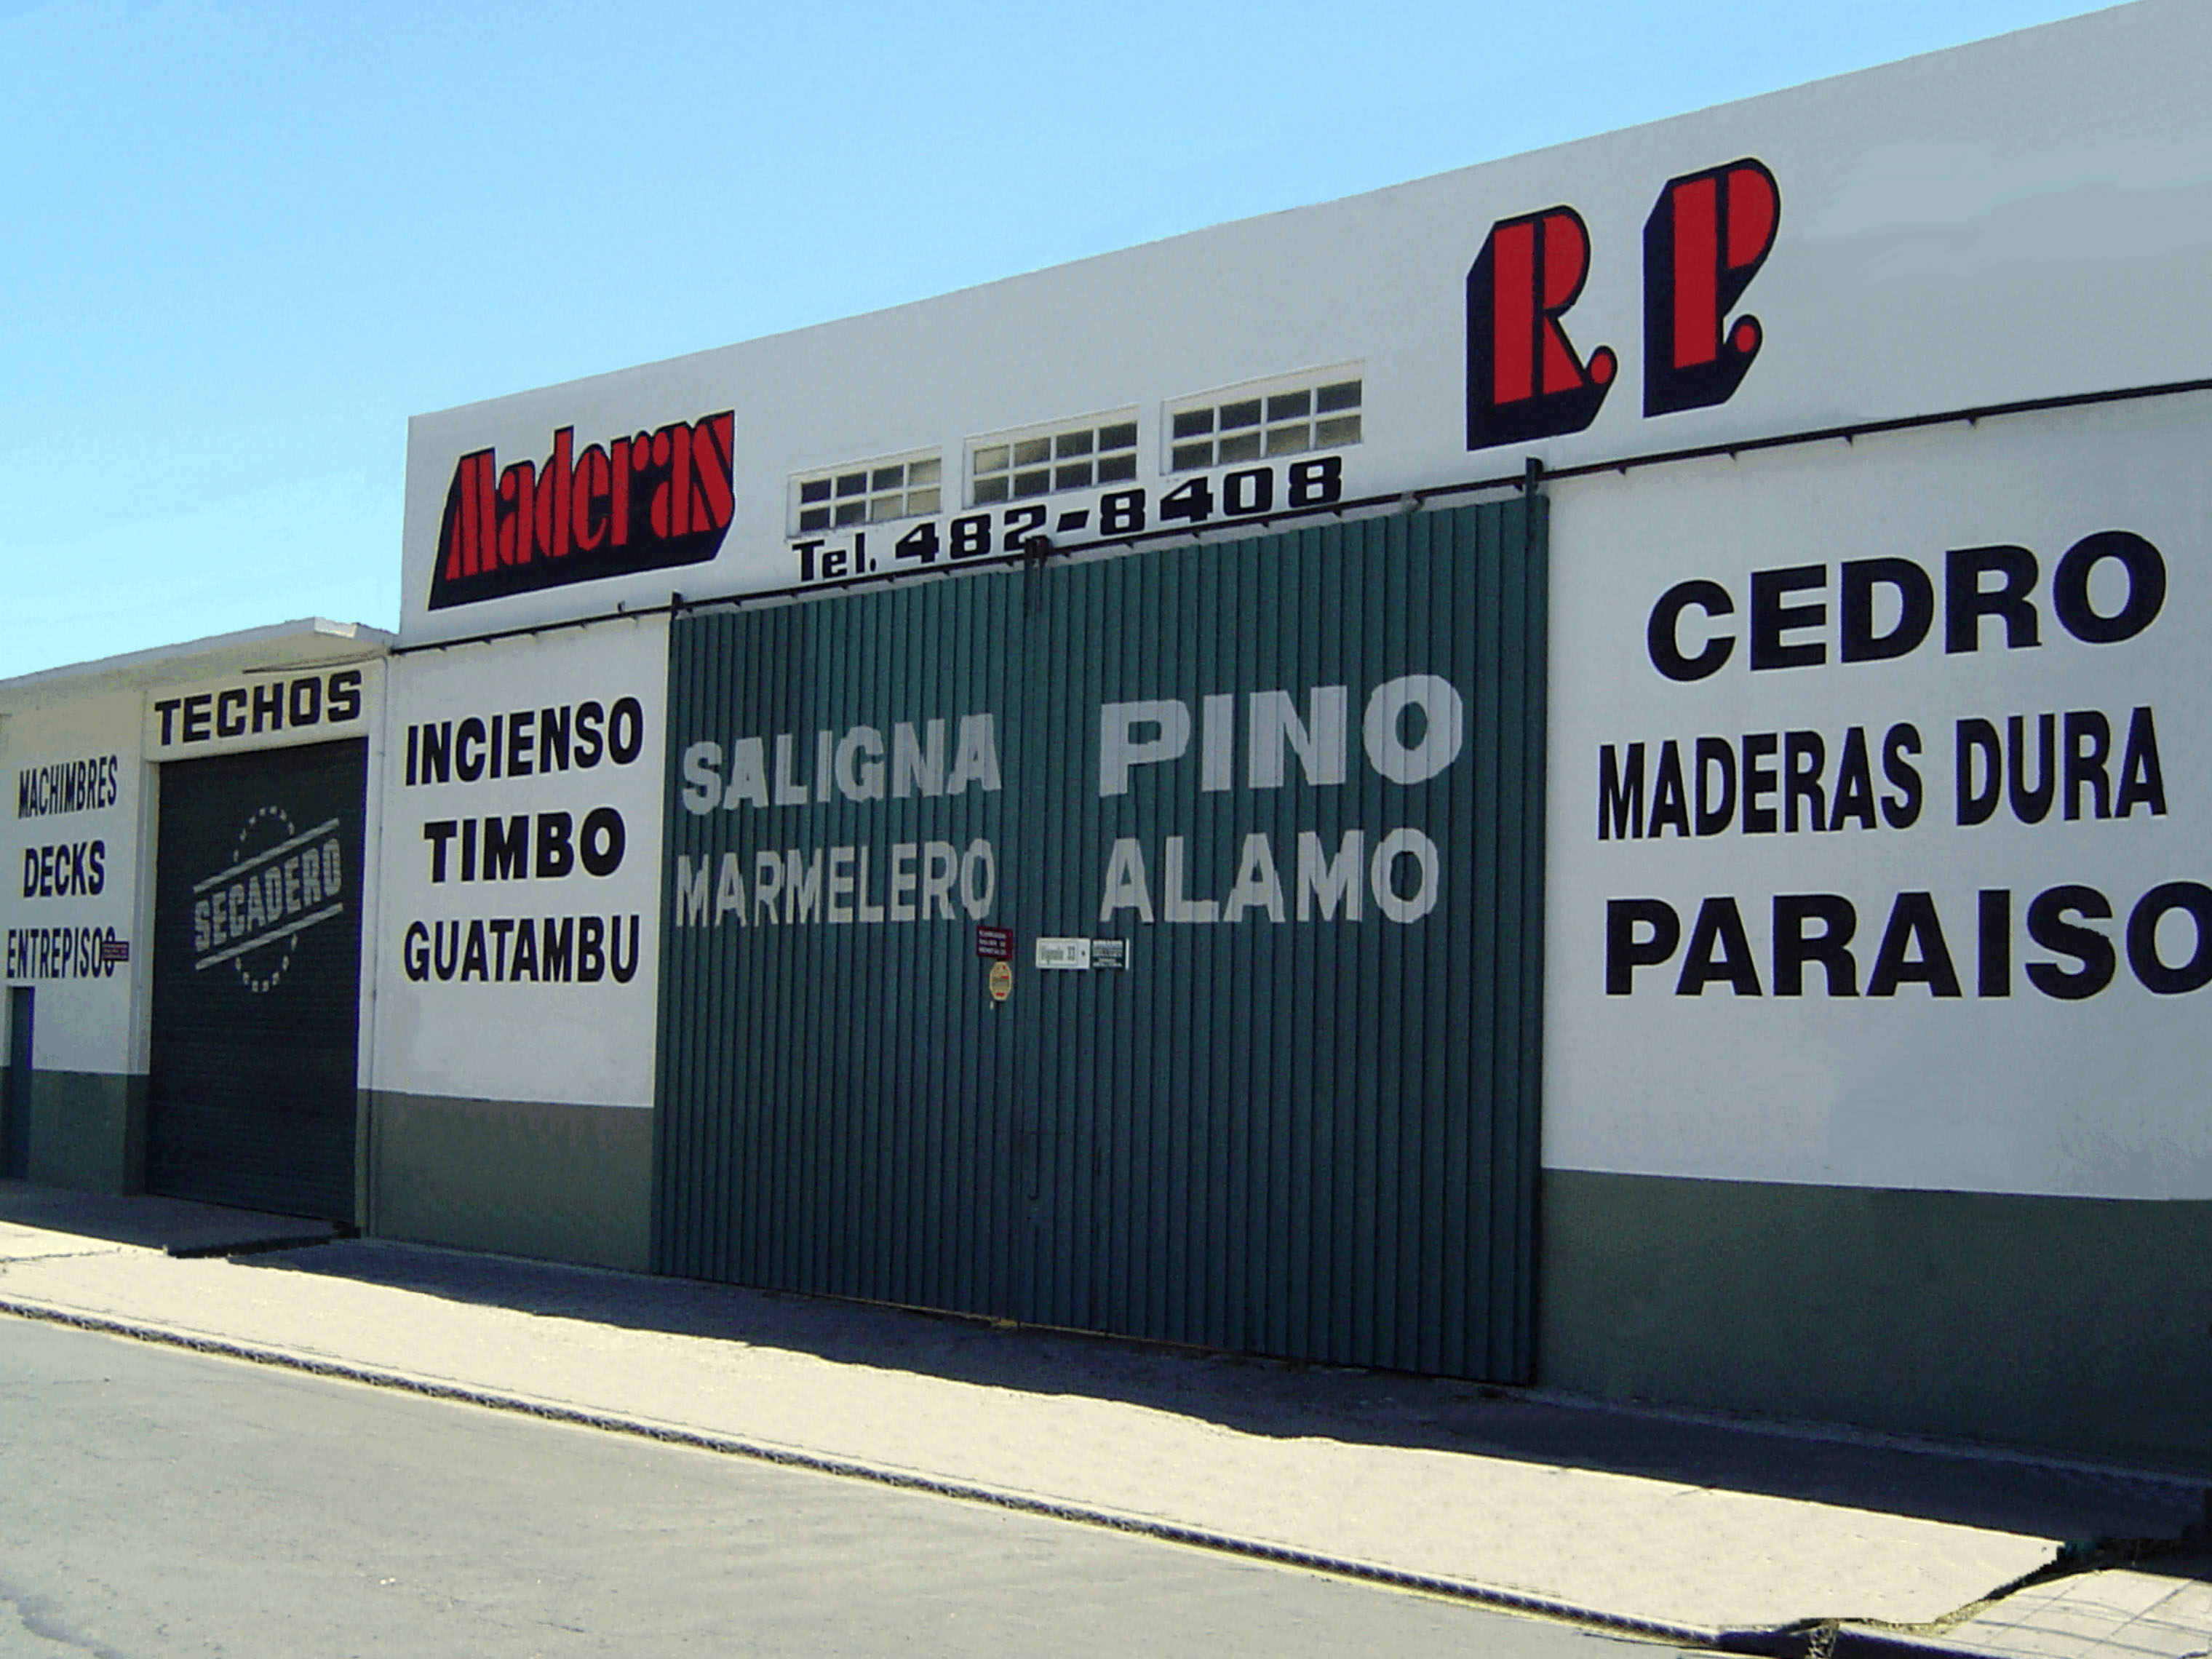 Maderas
R.P.
Tel. 482-8408
TECHOS
MACHIMBRES
DECKS
ENTREPISOS
SECADERO
INCIENSO
TIMBO
GUATAMBU
SALIGNA
MARMELERO
PINO
ALAMO
CEDRO
MADERAS DURA
PARAISO